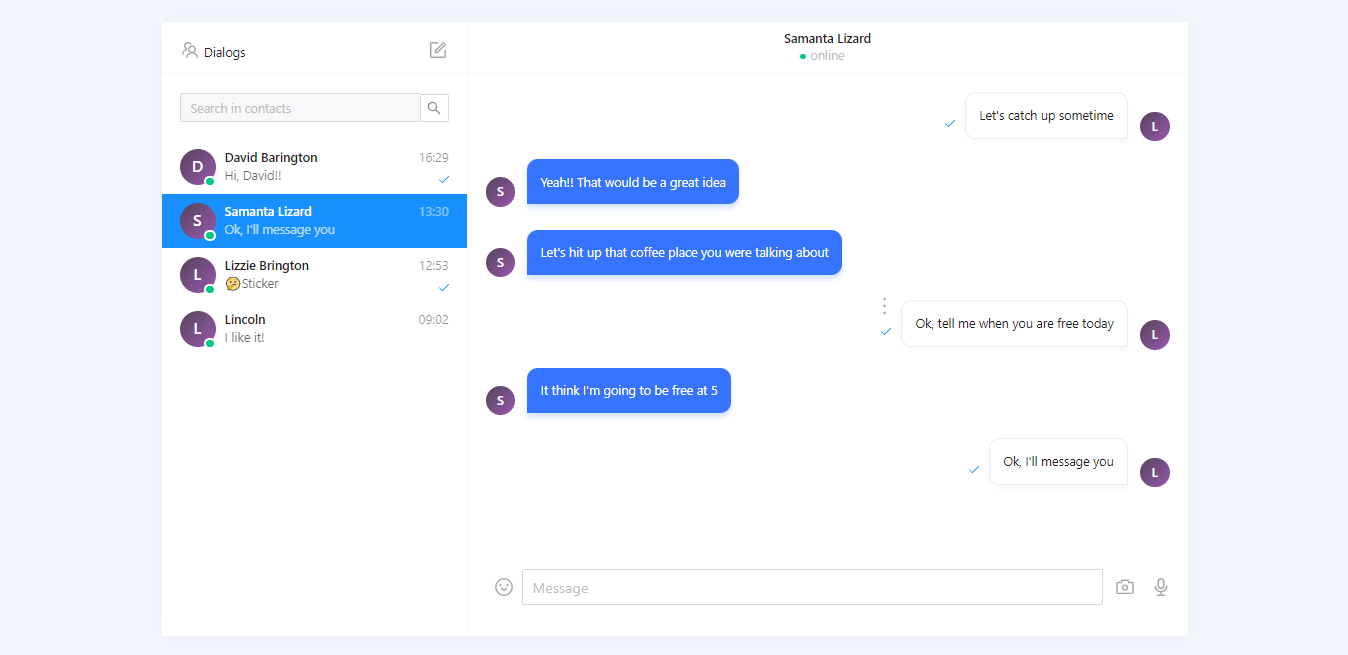 Dialogs
Search in contacts
D
David Barington
16:29
Hi, David!!
S
Samanta Lizard
13:30
Ok, I'll message you
L
Lizzie Brington
12:53
🤔Sticker
L
Lincoln
09:02
I like it!
Samanta Lizard
online
Let's catch up sometime
L
S
Yeah!! That would be a great idea
S
Let's hit up that coffee place you were talking about
Ok, tell me when you are free today
L
S
It think I'm going to be free at 5
Ok, I'll message you
L
Message